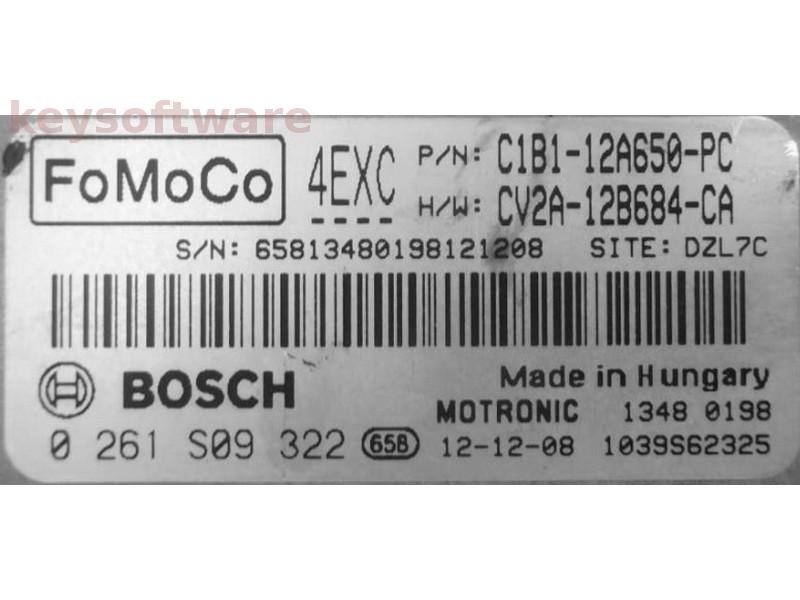 keysoftware
FoMoCo 4EXC P/N: C1B1-12A650-PC
H/W: CV2A-12B684-CA
S/N: 65813480198121208 SITE: DZL7C
BOSCH Made in Hungary
MOTRONIC 1348 0198
0 261 S09 322 658 12-12-08 1039S62325